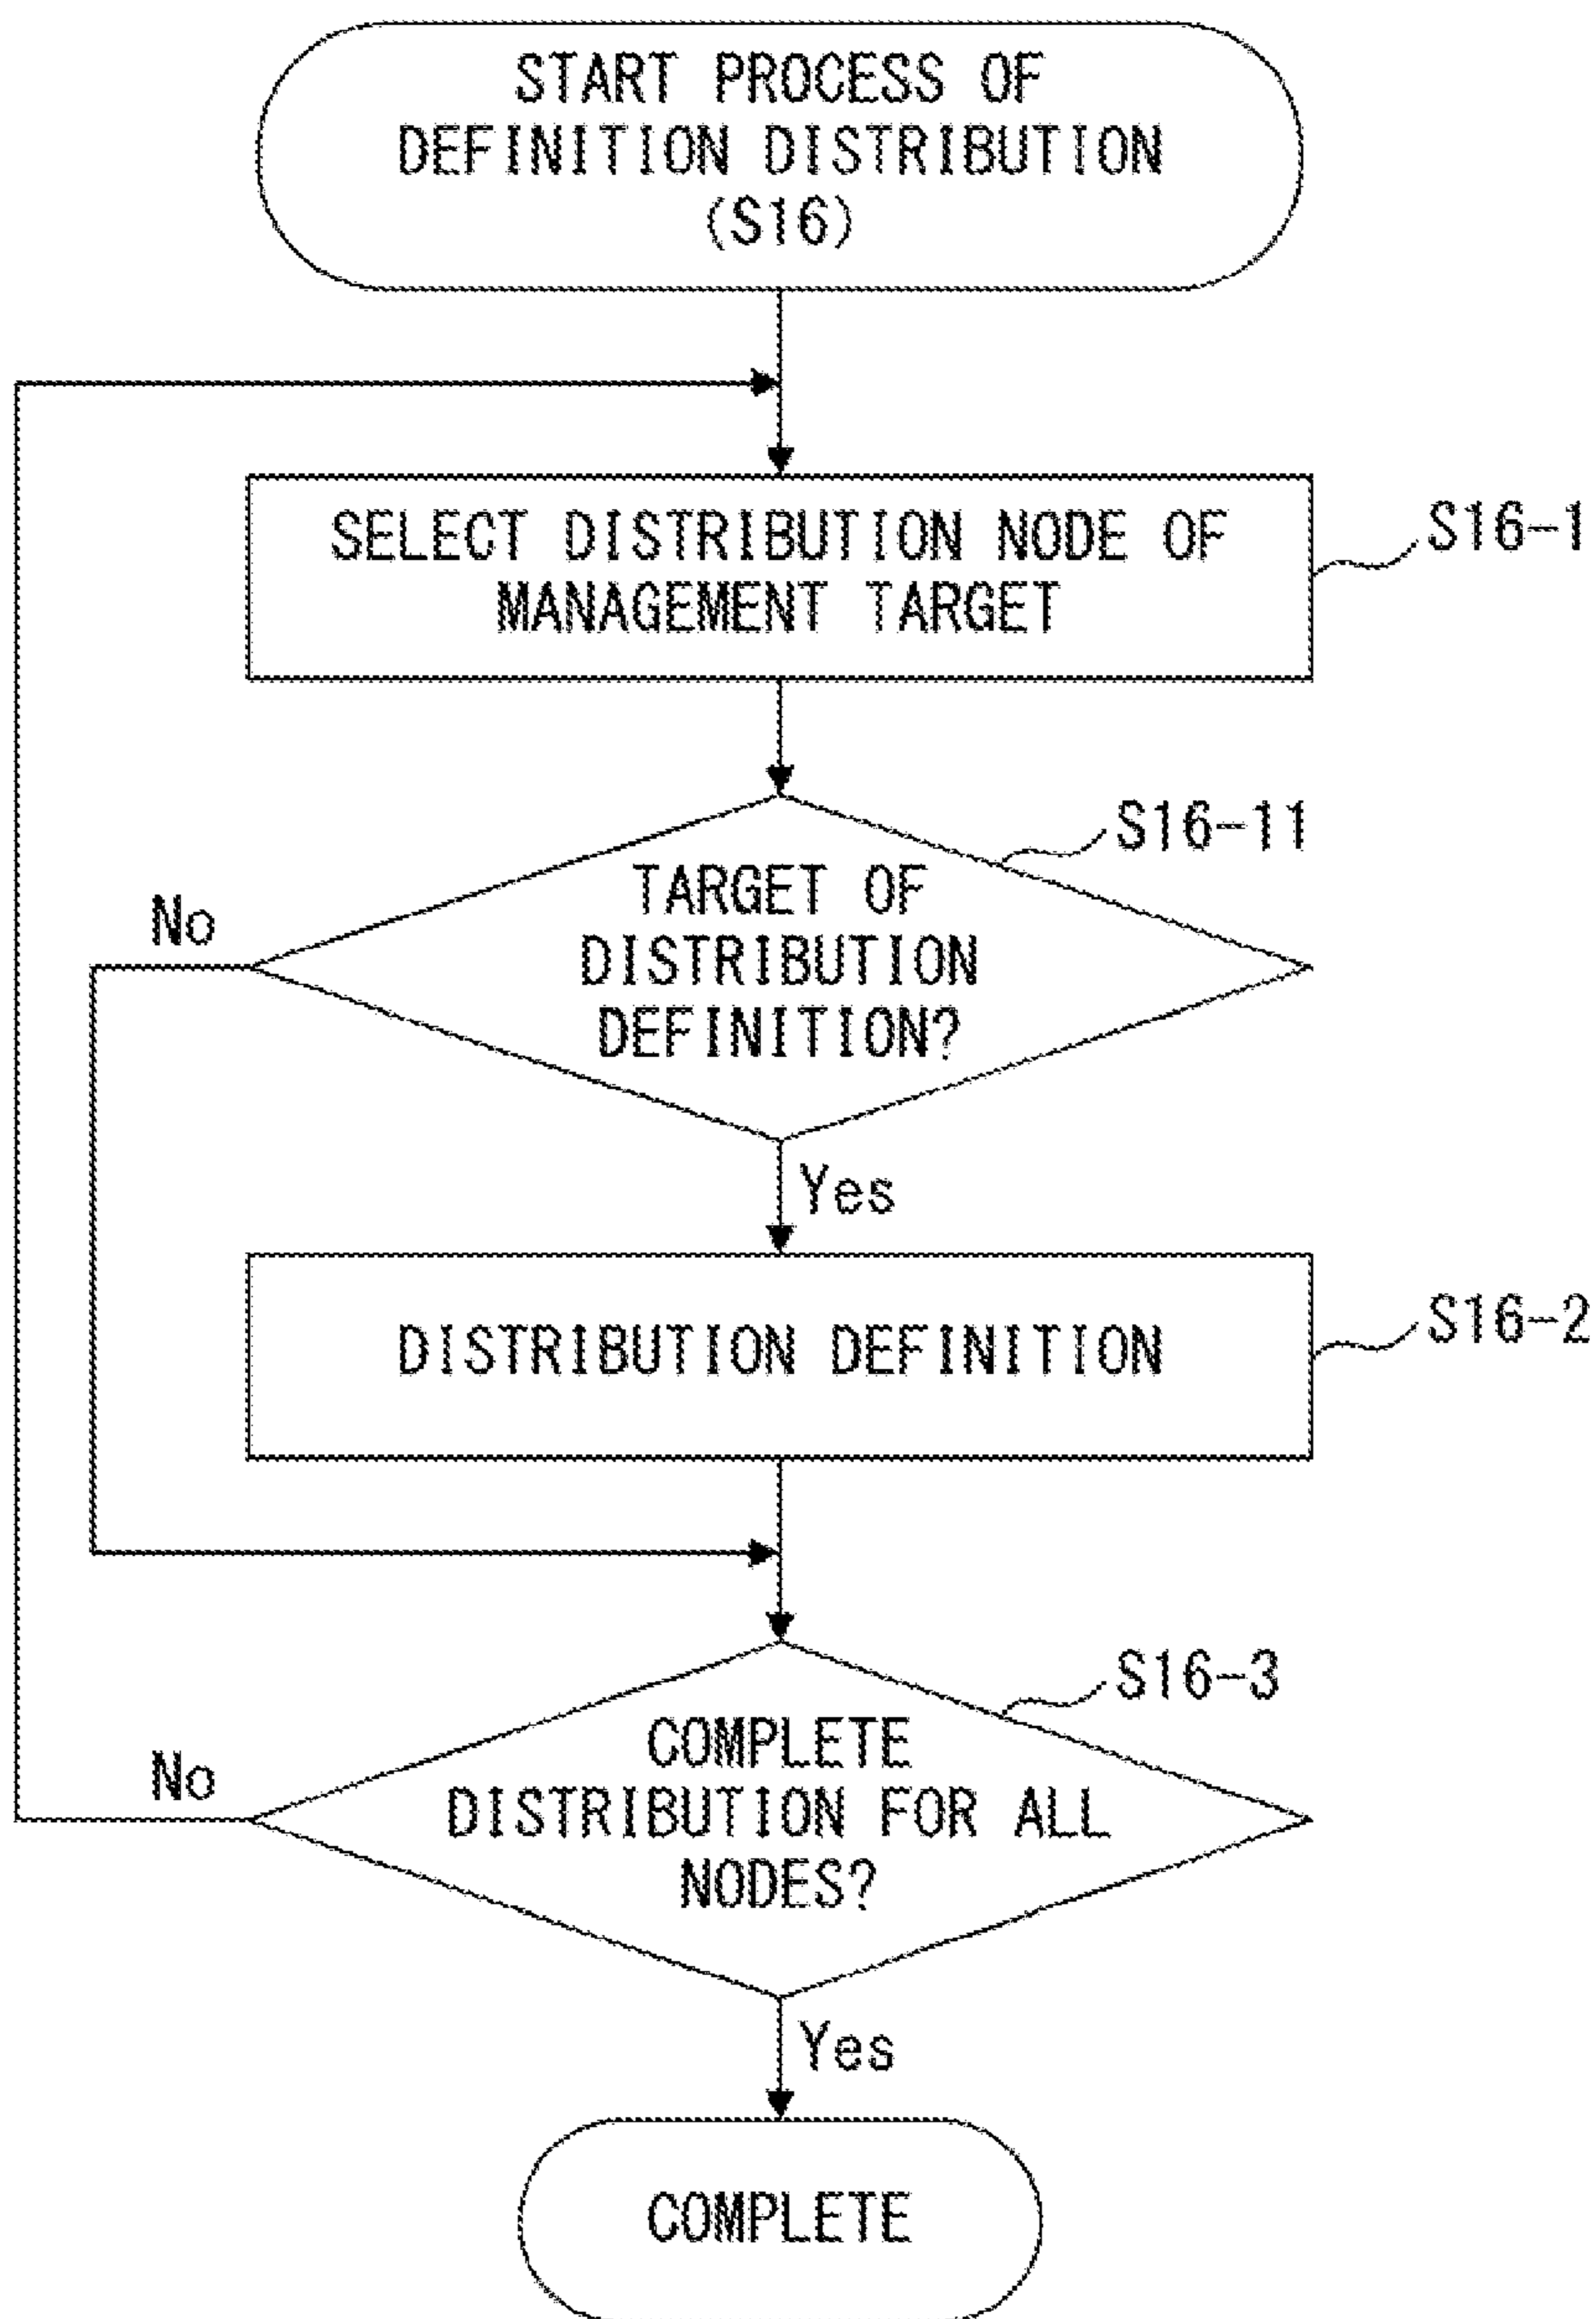 START PROCESS OF
DEFINITION DISTRIBUTION
(S16)
SELECT DISTRIBUTION NODE OF
MANAGEMENT TARGET
S16-1
S16-11
TARGET OF
DISTRIBUTION
DEFINITION?
No
Yes
DISTRIBUTION DEFINITION
S16-2
S16-3
COMPLETE
DISTRIBUTION FOR ALL
NODES?
No
Yes
COMPLETE